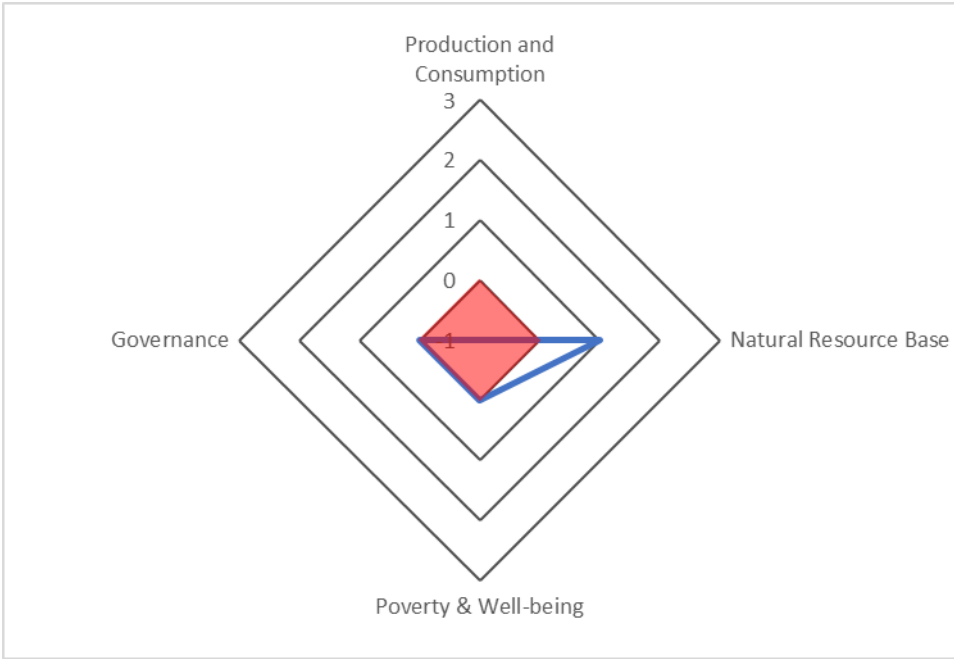 Production and
Consumption
3
2
1
0
-1
Governance
Natural Resource Base
Poverty & Well-being